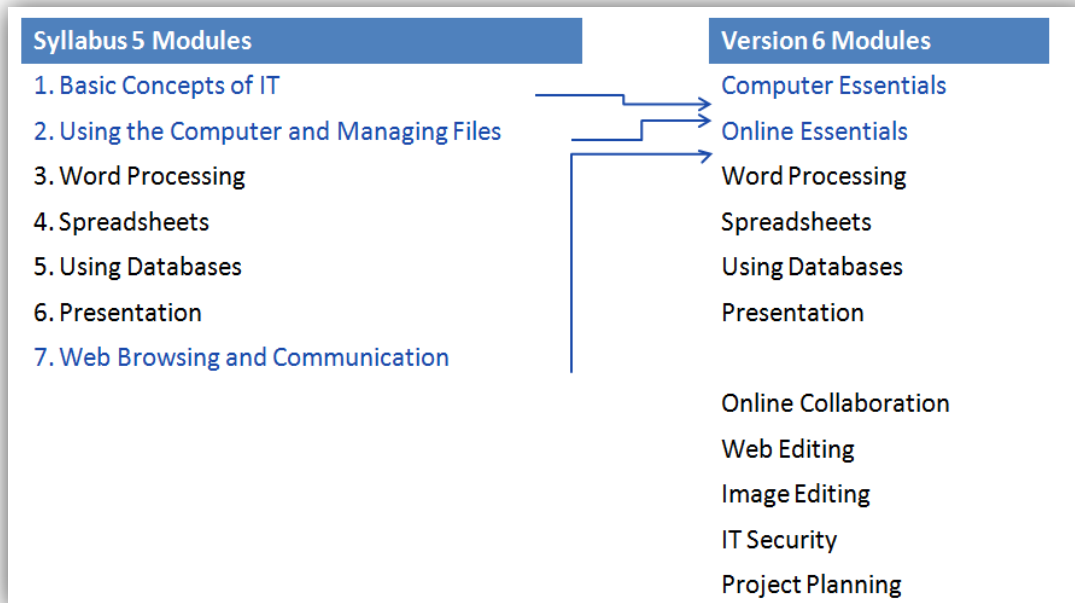 Syllabus 5 Modules
1. Basic Concepts of IT
2. Using the Computer and Managing Files
3. Word Processing
4. Spreadsheets
5. Using Databases
6. Presentation
7. Web Browsing and Communication
Version 6 Modules
Computer Essentials
Online Essentials
Word Processing
Spreadsheets
Using Databases
Presentation
Online Collaboration
Web Editing
Image Editing
IT Security
Project Planning